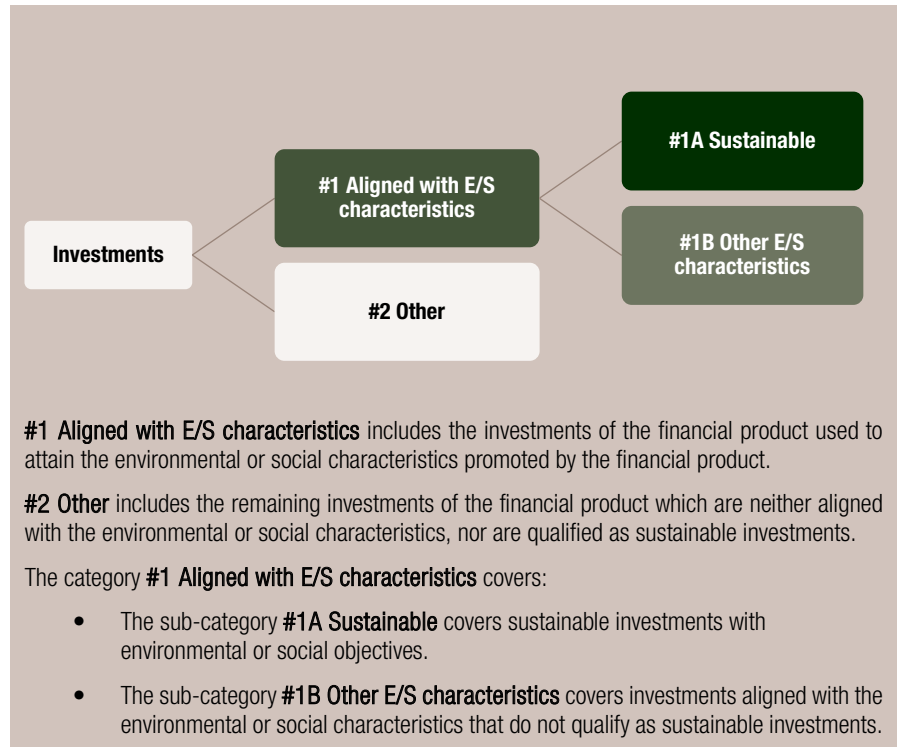 #1A Sustainable
#1 Aligned with E/S
characteristics
#1B Other E/S
characteristics
Investments
#2 Other
#1 Aligned with E/S characteristics includes the investments of the financial product used to
attain the environmental or social characteristics promoted by the financial product.
#2 Other includes the remaining investments of the financial product which are neither aligned
with the environmental or social characteristics, nor are qualified as sustainable investments.
The category #1 Aligned with E/S characteristics covers:
• The sub-category #1A Sustainable covers sustainable investments with
environmental or social objectives.
• The sub-category #1B Other E/S characteristics covers investments aligned with the
environmental or social characteristics that do not qualify as sustainable investments.